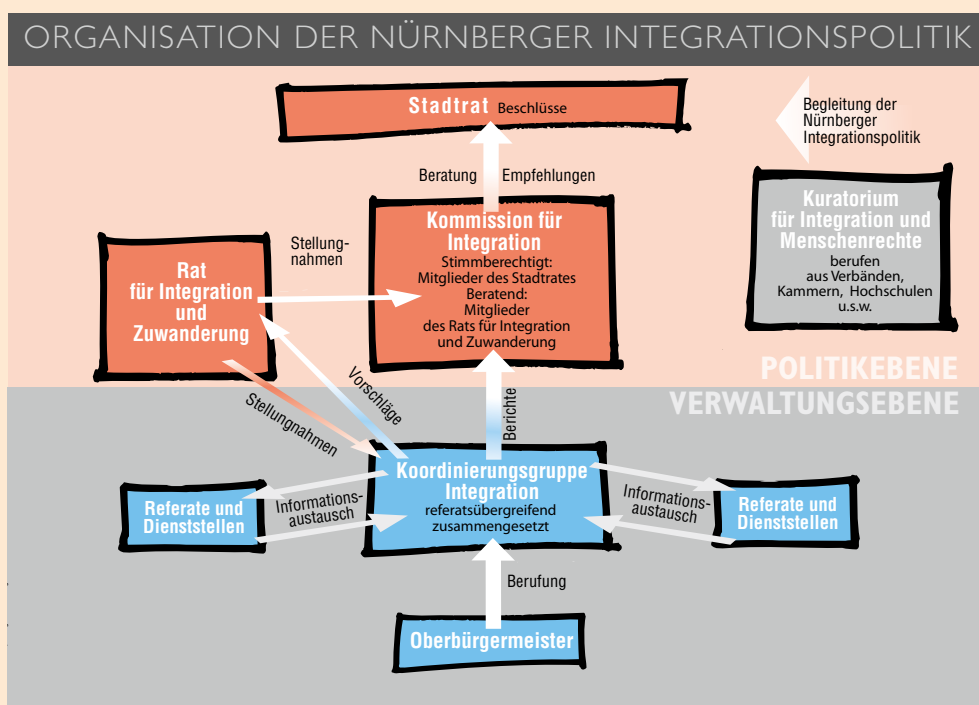 ORGANISATION DER NÜRNBERGER INTEGRATIONSPOLITIK
Stadtrat Beschlüsse
Begleitung der
Nürnberger
Integrationspolitik
Beratung
Empfehlungen
Kuratorium
für Integration und
Menschenrechte
berufen
aus Verbänden,
Kammern, Hochschulen
u.s.w.
Kommission für
Integration
Stimmberechtigt:
Mitglieder des Stadtrates
Beratend:
Mitglieder
des Rats für Integration
und Zuwanderung
Stellung-
nahmen
Rat
für Integration
und
Zuwanderung
POLITIKEBENE
VERWALTUNGSEBENE
Vorschläge
Stellungnahmen
Berichte
Koordinierungsgruppe
Integration
referatsübergreifend
zusammengesetzt
Referate und
Dienststellen
Informations-
austausch
Informations-
austausch
Referate und
Dienststellen
Berufung
Oberbürgermeister